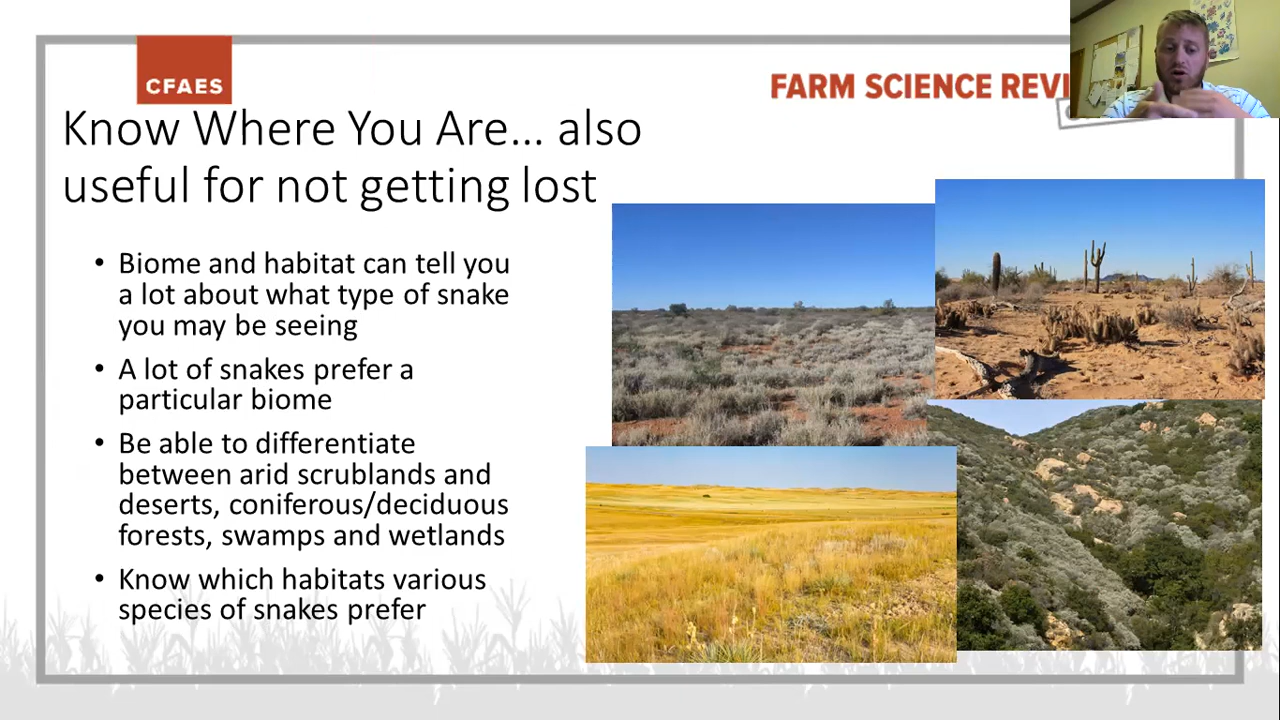 CFAES
FARM SCIENCE REVI
Know Where You Are... also
useful for not getting lost
• Biome and habitat can tell you
a lot about what type of snake
you may be seeing
• A lot of snakes prefer a
particular biome
• Be able to differentiate
between arid scrublands and
deserts, coniferous/deciduous
forests, swamps and wetlands
• Know which habitats various
species of snakes prefer